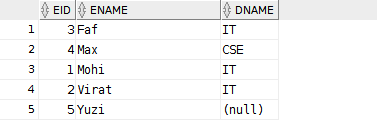 EID ENAME DNAME
1 3 Faf IT
2 4 Max CSE
3 1 Mohi IT
4 2 Virat IT
5 5 Yuzi (null)